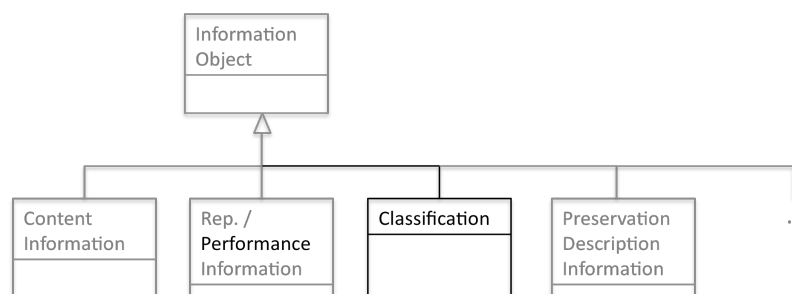 Information
Object
Content
Information
Rep. /
Performance
Information
Classification
Preservation
Description
Information